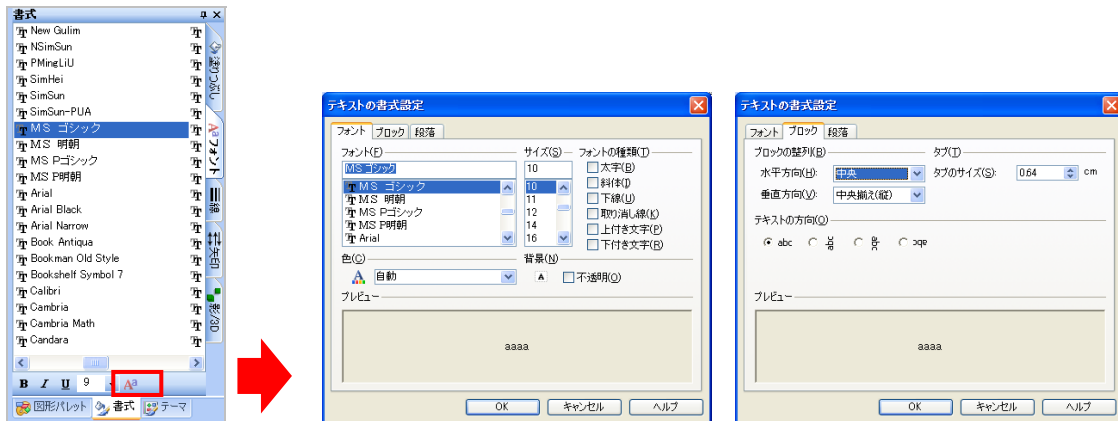 書式
New Gulim
NSimSun
PMingLiU
SimHei
SimSun
SimSun-PUA
MS ゴシック
MS 明朝
MS Pゴシック
MS P明朝
Arial
Arial Black
Arial Narrow
Book Antiqua
Bookman Old Style
Bookshelf Symbol 7
Calibri
Cambria
Cambria Math
Candara
塗りつぶし
Aa フォント
線
矢印
影/3D
B I U 9 Aa
図形パレット 書式 テーマ
テキストの書式設定
フォント ブロック 段落
フォント(F) サイズ(S) フォントの種類(T)
MS ゴシック 10 太字(B)
MS ゴシック 10 斜体(I)
MS 明朝 11 下線(U)
MS Pゴシック 12 取り消し線(K)
MS P明朝 14 上付き文字(P)
Arial 16 下付き文字(R)
色(C) 背景(N)
A 自動 A 不透明(O)
プレビュー
aaaa
OK キャンセル ヘルプ
テキストの書式設定
フォント ブロック 段落
ブロックの整列(B) タブ(T)
水平方向(H): 中央 タブのサイズ(S): 0.64 cm
垂直方向(V): 中央揃え(縦)
テキストの方向(O)
abc abc abc abc
プレビュー
aaaa
OK キャンセル ヘルプ